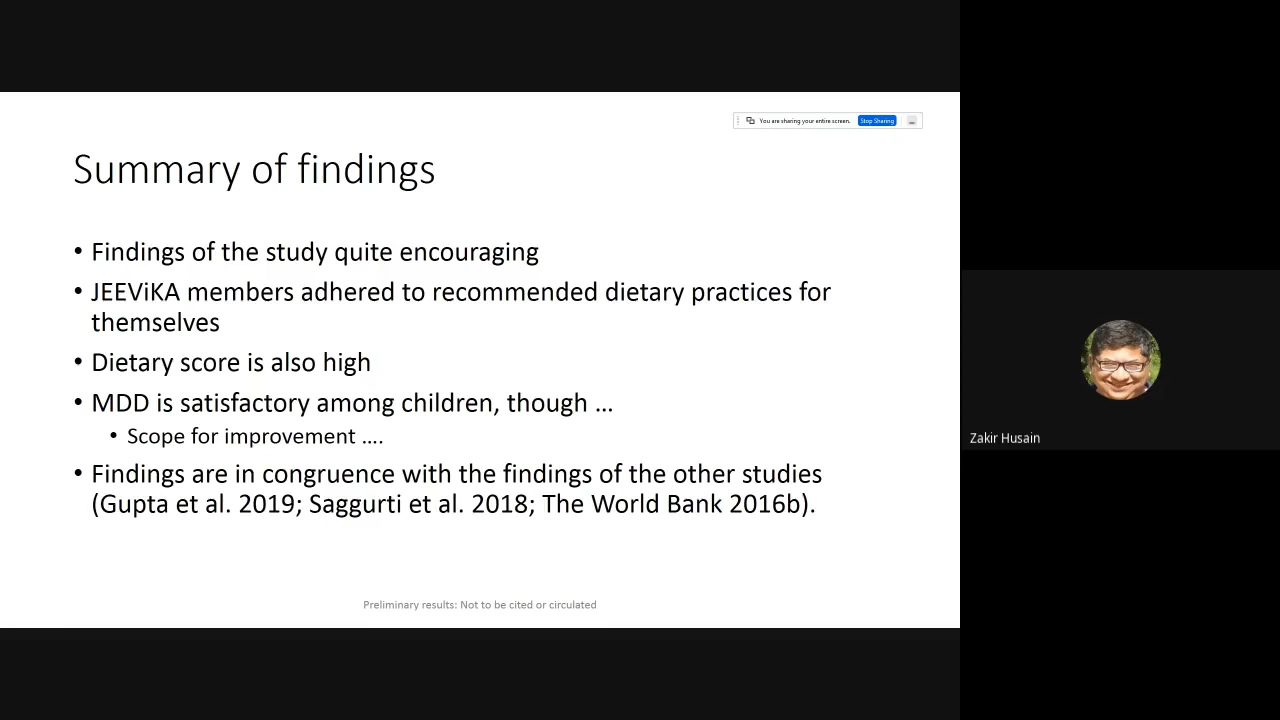 You are sharing your entire screen. Stop Sharing
Summary of findings
• Findings of the study quite encouraging
• JEEViKA members adhered to recommended dietary practices for
themselves
• Dietary score is also high
• MDD is satisfactory among children, though …
• Scope for improvement ….
• Findings are in congruence with the findings of the other studies
(Gupta et al. 2019; Saggurti et al. 2018; The World Bank 2016b).
Preliminary results: Not to be cited or circulated
Zakir Husain